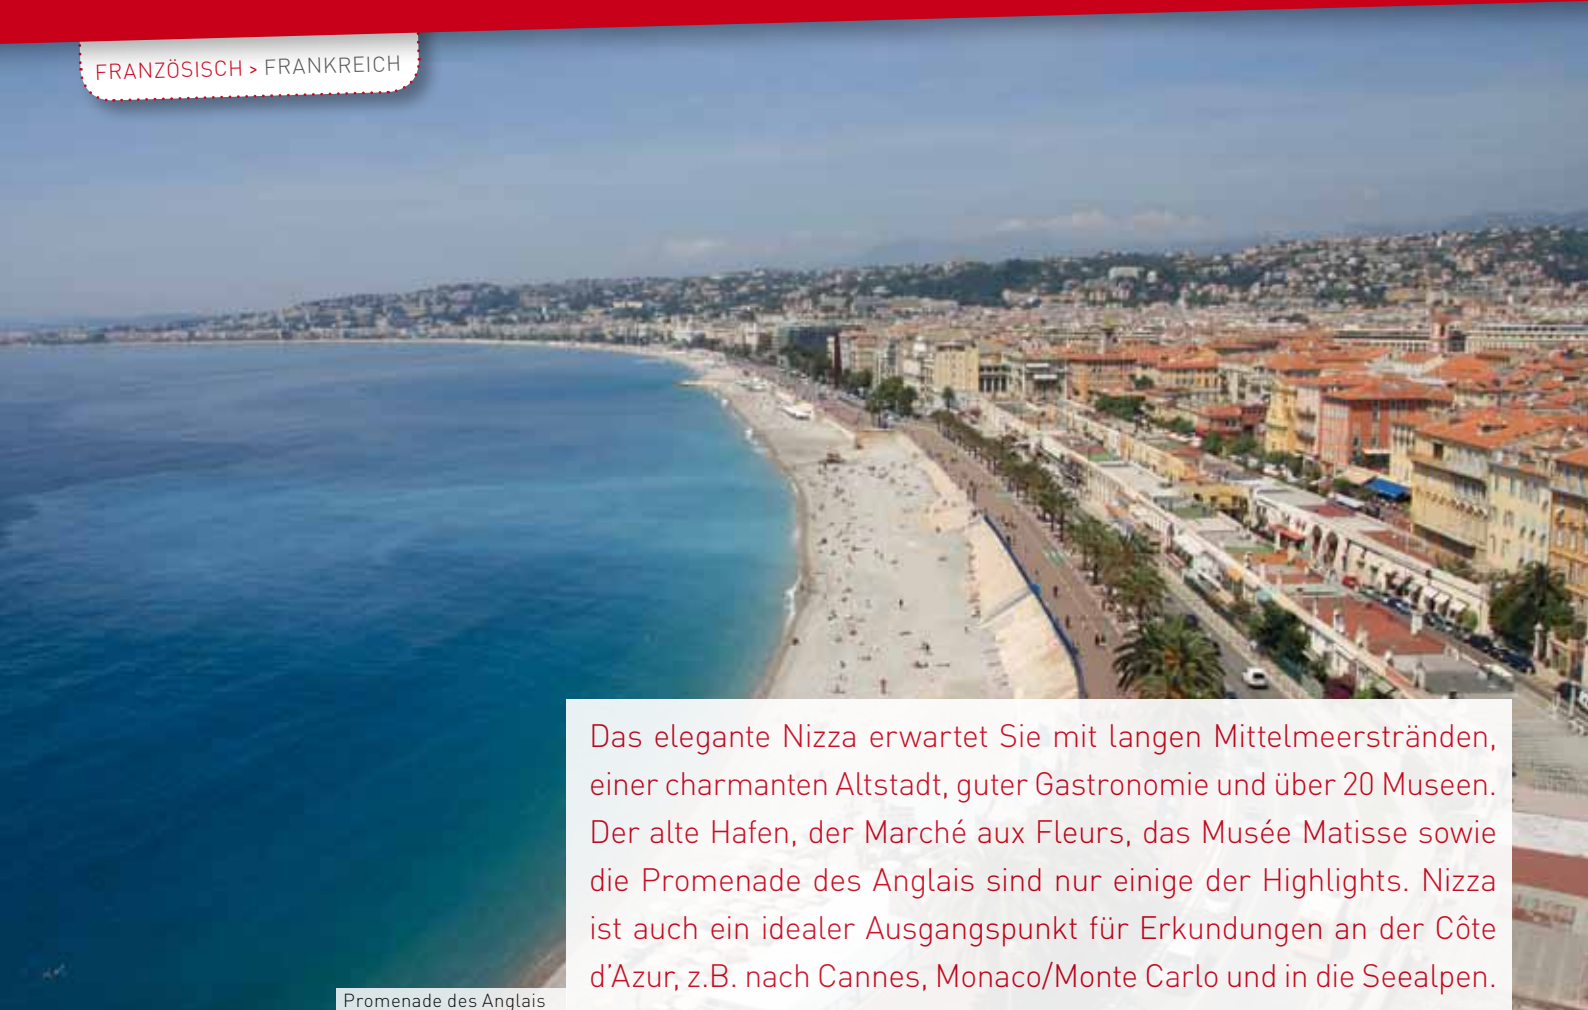 FRANZÖSISCH > FRANKREICH
Das elegante Nizza erwartet Sie mit langen Mittelmeerstränden,
einer charmanten Altstadt, guter Gastronomie und über 20 Museen.
Der alte Hafen, der Marché aux Fleurs, das Musée Matisse sowie
die Promenade des Anglais sind nur einige der Highlights. Nizza
ist auch ein idealer Ausgangspunkt für Erkundungen an der Côte
d’Azur, z.B. nach Cannes, Monaco/Monte Carlo und in die Seealpen.
Promenade des Anglais